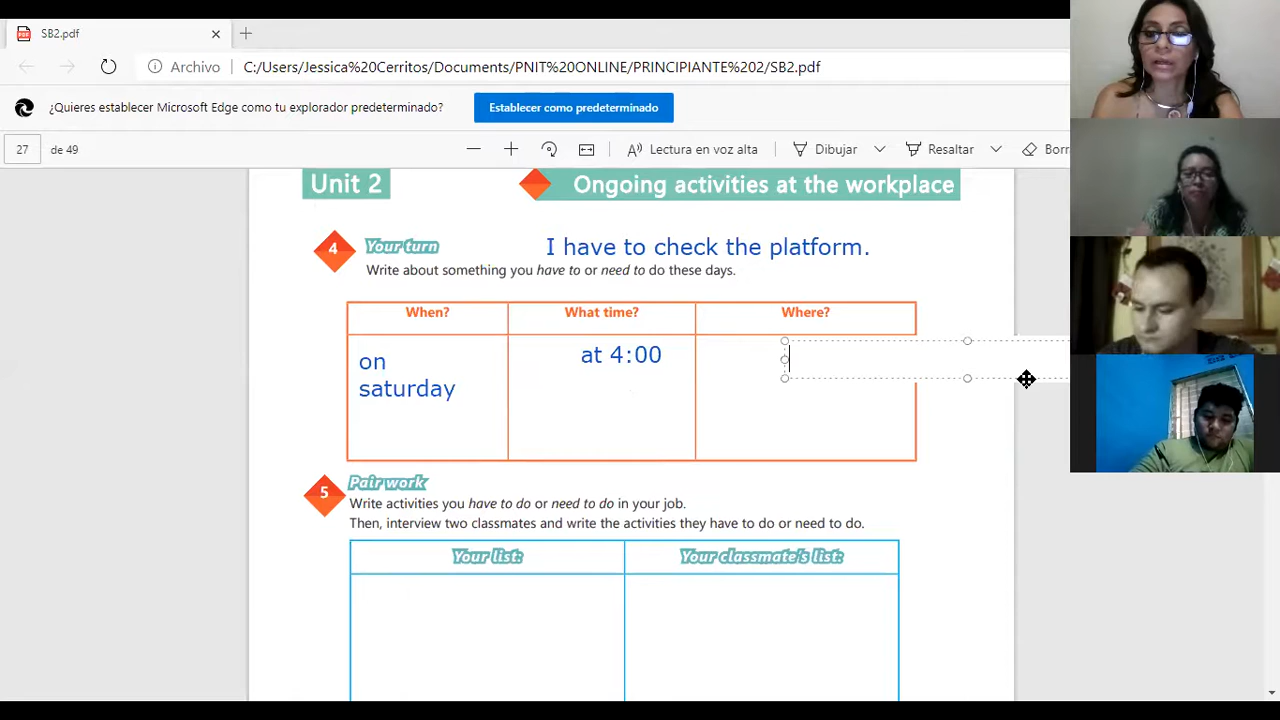 SB2.pdf
Archivo
C:/Users/Jessica%20Cerritos/Documents/PNIT%20ONLINE/PRINCIPIANTE%202/SB2.pdf
¿Quieres establecer Microsoft Edge como tu explorador predeterminado?
Establecer como predeterminado
27 de 49
Lectura en voz alta
Dibujar
Resaltar
Borr
Unit 2
Ongoing activities at the workplace
4
Your turn
I have to check the platform.
Write about something you have to or need to do these days.
When? What time? Where?
on
saturday
at 4:00
5
Pair work
Write activities you have to do or need to do in your job.
Then, interview two classmates and write the activities they have to do or need to do.
Your list: Your classmate's list: